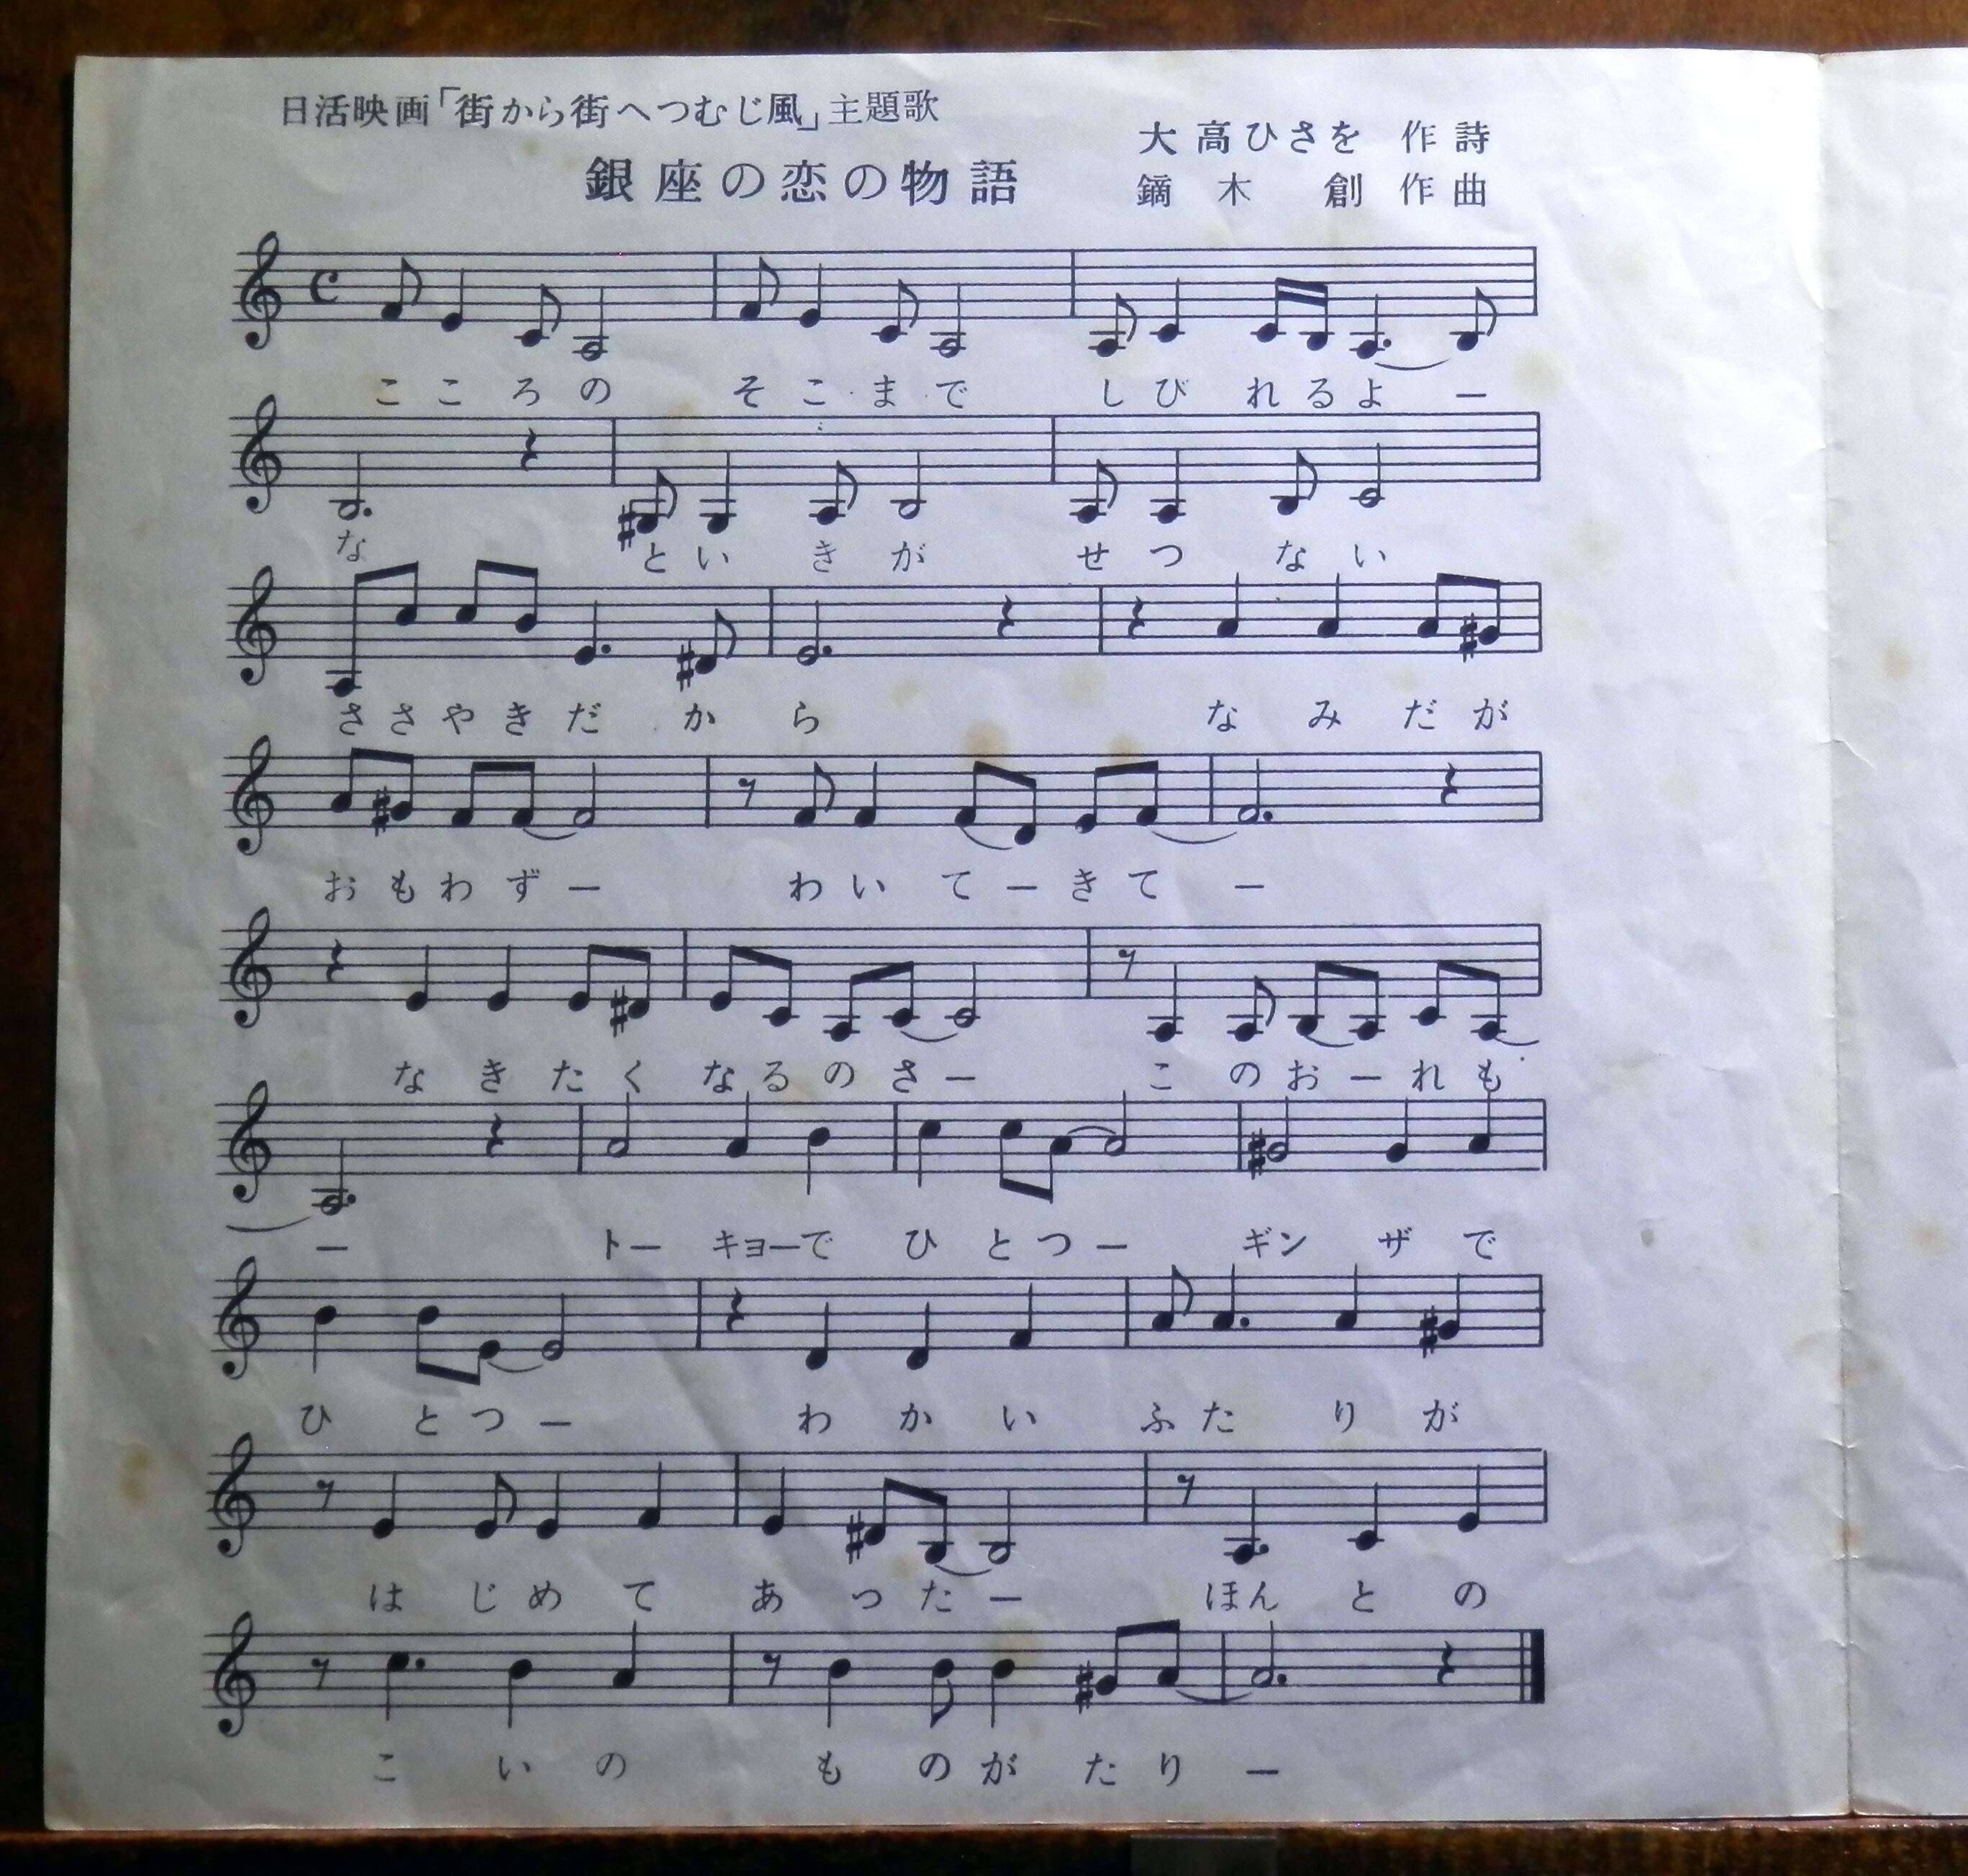 日活映画「街から街へつむじ風」主題歌
大高ひさを 作詩
銀座の恋の物語
鏑木 創 作曲
こころの そこまで しびれるよー
な といきが せつない
ささやきだから なみだが
おもわずー わいてーきてー
なきたくなるのさー このおーれも
ー トーキョーで ひとつー ギンザで
ひとつー わかい ふたりが
はじめて あつたー ほんとの
こいの ものがたりー